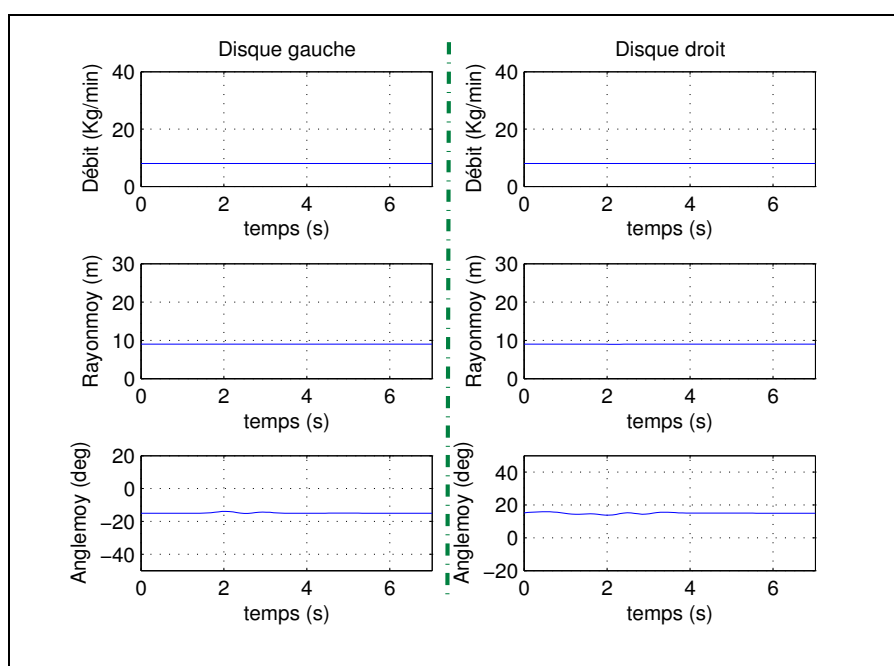 Disque gauche
Débit (Kg/min)
40
20
0
0 2 4 6
temps (s)
Rayonmoy (m)
30
20
10
0
0 2 4 6
temps (s)
Anglemoy (deg)
20
0
−20
−40
0 2 4 6
temps (s)
Disque droit
Débit (Kg/min)
40
20
0
0 2 4 6
temps (s)
Rayonmoy (m)
30
20
10
0
0 2 4 6
temps (s)
Anglemoy (deg)
40
20
0
−20
0 2 4 6
temps (s)